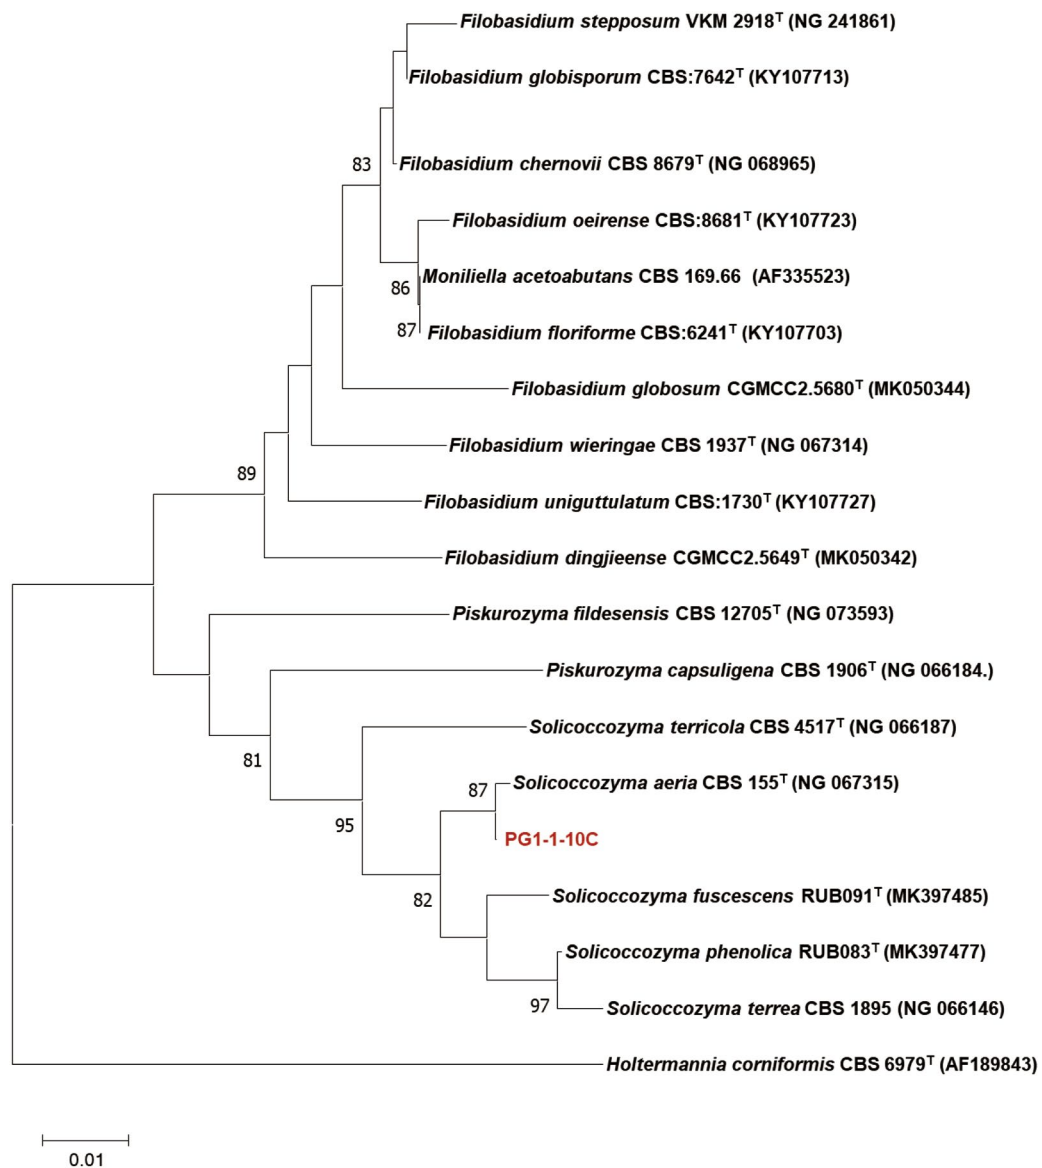 Filobasidium stepposum VKM 2918ᵀ (NG 241861)
Filobasidium globisporum CBS:7642ᵀ (KY107713)
83
Filobasidium chernovii CBS 8679ᵀ (NG 068965)
Filobasidium oeirense CBS:8681ᵀ (KY107723)
Moniliella acetoabutans CBS 169.66 (AF335523)
86
87
Filobasidium floriforme CBS:6241ᵀ (KY107703)
Filobasidium globosum CGMCC2.5680ᵀ (MK050344)
Filobasidium wieringae CBS 1937ᵀ (NG 067314)
89
Filobasidium uniguttulatum CBS:1730ᵀ (KY107727)
Filobasidium dingjieense CGMCC2.5649ᵀ (MK050342)
Piskurozyma fildesensis CBS 12705ᵀ (NG 073593)
Piskurozyma capsuligena CBS 1906ᵀ (NG 066184.)
Solicoccozyma terricola CBS 4517ᵀ (NG 066187)
81
87
Solicoccozyma aeria CBS 155ᵀ (NG 067315)
95
PG1-1-10C
82
Solicoccozyma fuscescens RUB091ᵀ (MK397485)
Solicoccozyma phenolica RUB083ᵀ (MK397477)
97
Solicoccozyma terrea CBS 1895 (NG 066146)
Holtermannia corniformis CBS 6979ᵀ (AF189843)
0.01